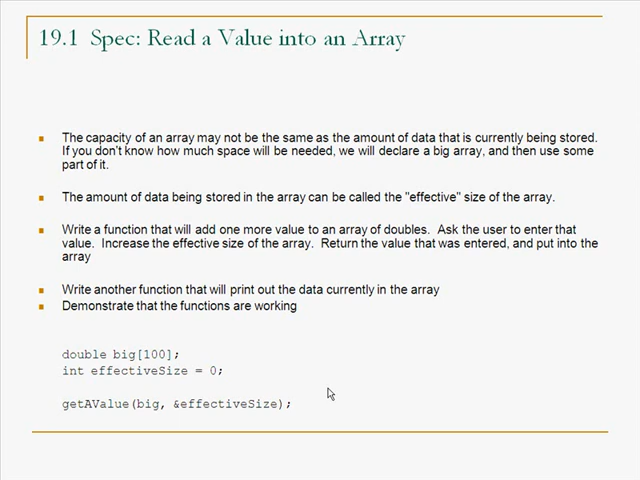 19.1 Spec: Read a Value into an Array
The capacity of an array may not be the same as the amount of data that is currently being stored.
If you don't know how much space will be needed, we will declare a big array, and then use some
part of it.
The amount of data being stored in the array can be called the "effective" size of the array.
Write a function that will add one more value to an array of doubles. Ask the user to enter that
value. Increase the effective size of the array. Return the value that was entered, and put into the
array
Write another function that will print out the data currently in the array
Demonstrate that the functions are working
double big[100];
int effectiveSize = 0;
getAValue(big, &effectiveSize);